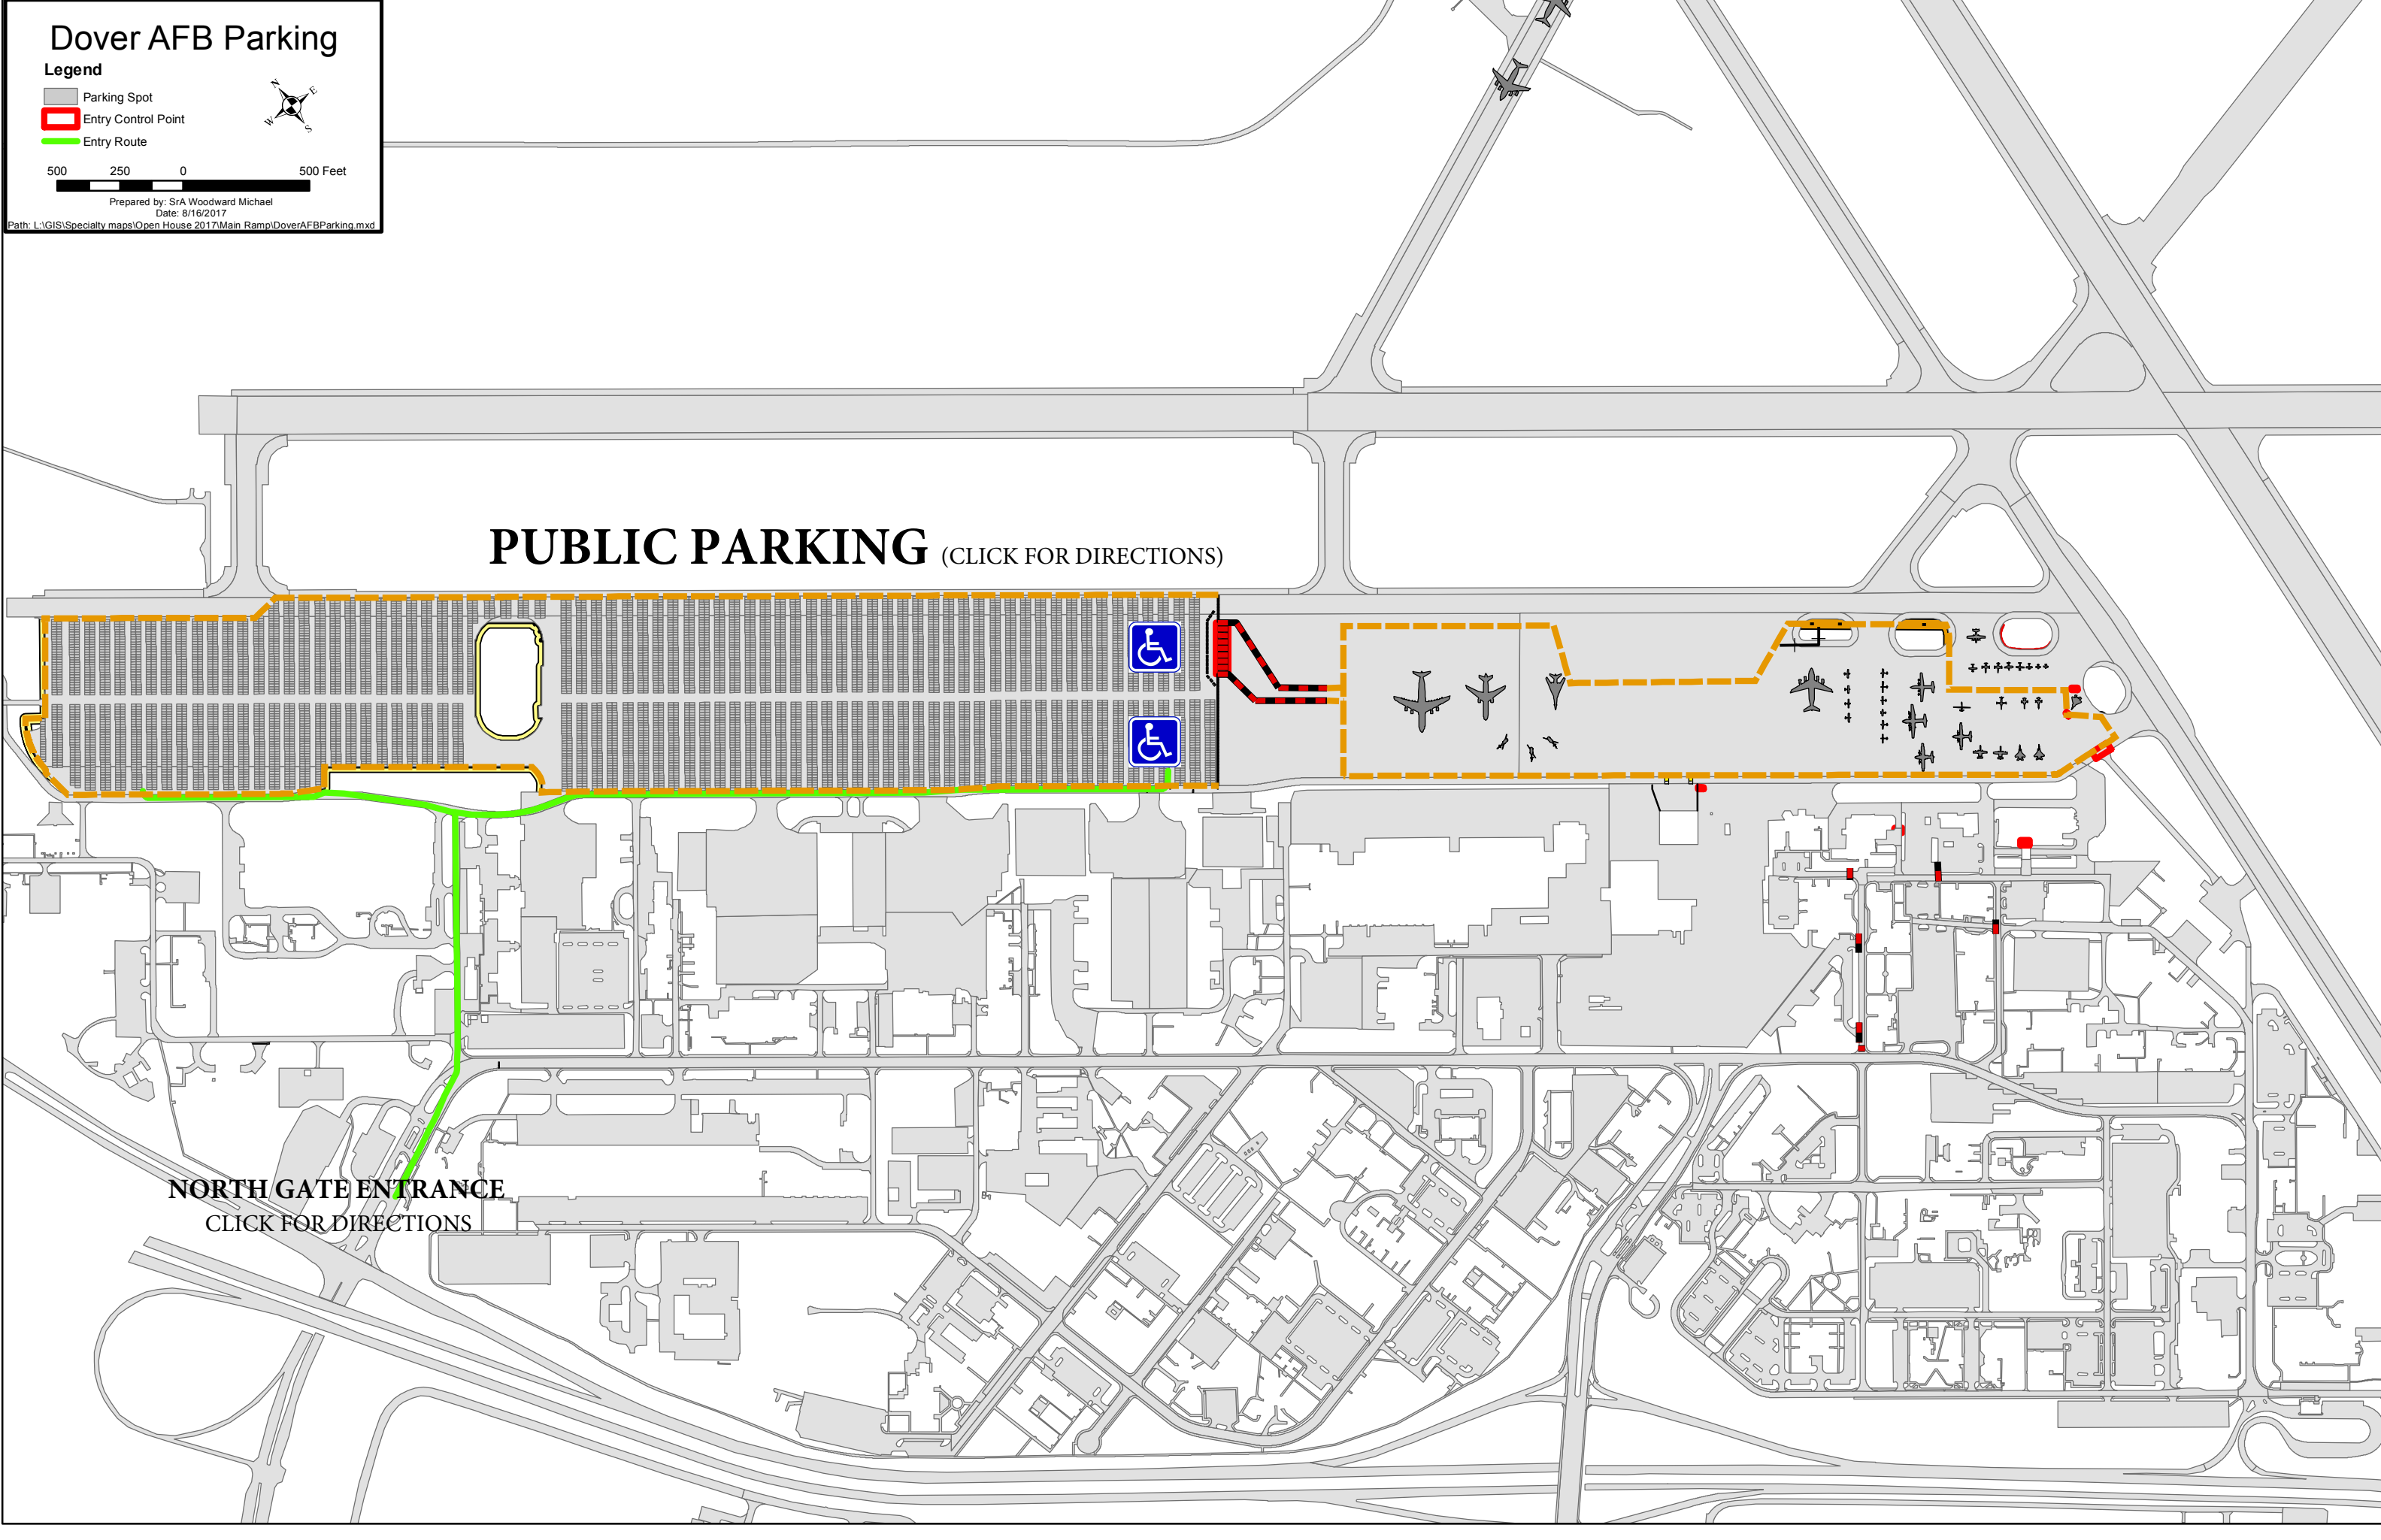 Dover AFB Parking
Legend
N
E
W
S
Parking Spot
Entry Control Point
Entry Route
500 250 0 500 Feet
Prepared by: SrA Woodward Michael
Date: 8/16/2017
Path: L:\GIS\Specialty maps\Open House 2017\Main Ramp\DoverAFBParking.mxd
PUBLIC PARKING (CLICK FOR DIRECTIONS)
NORTH GATE ENTRANCE
CLICK FOR DIRECTIONS